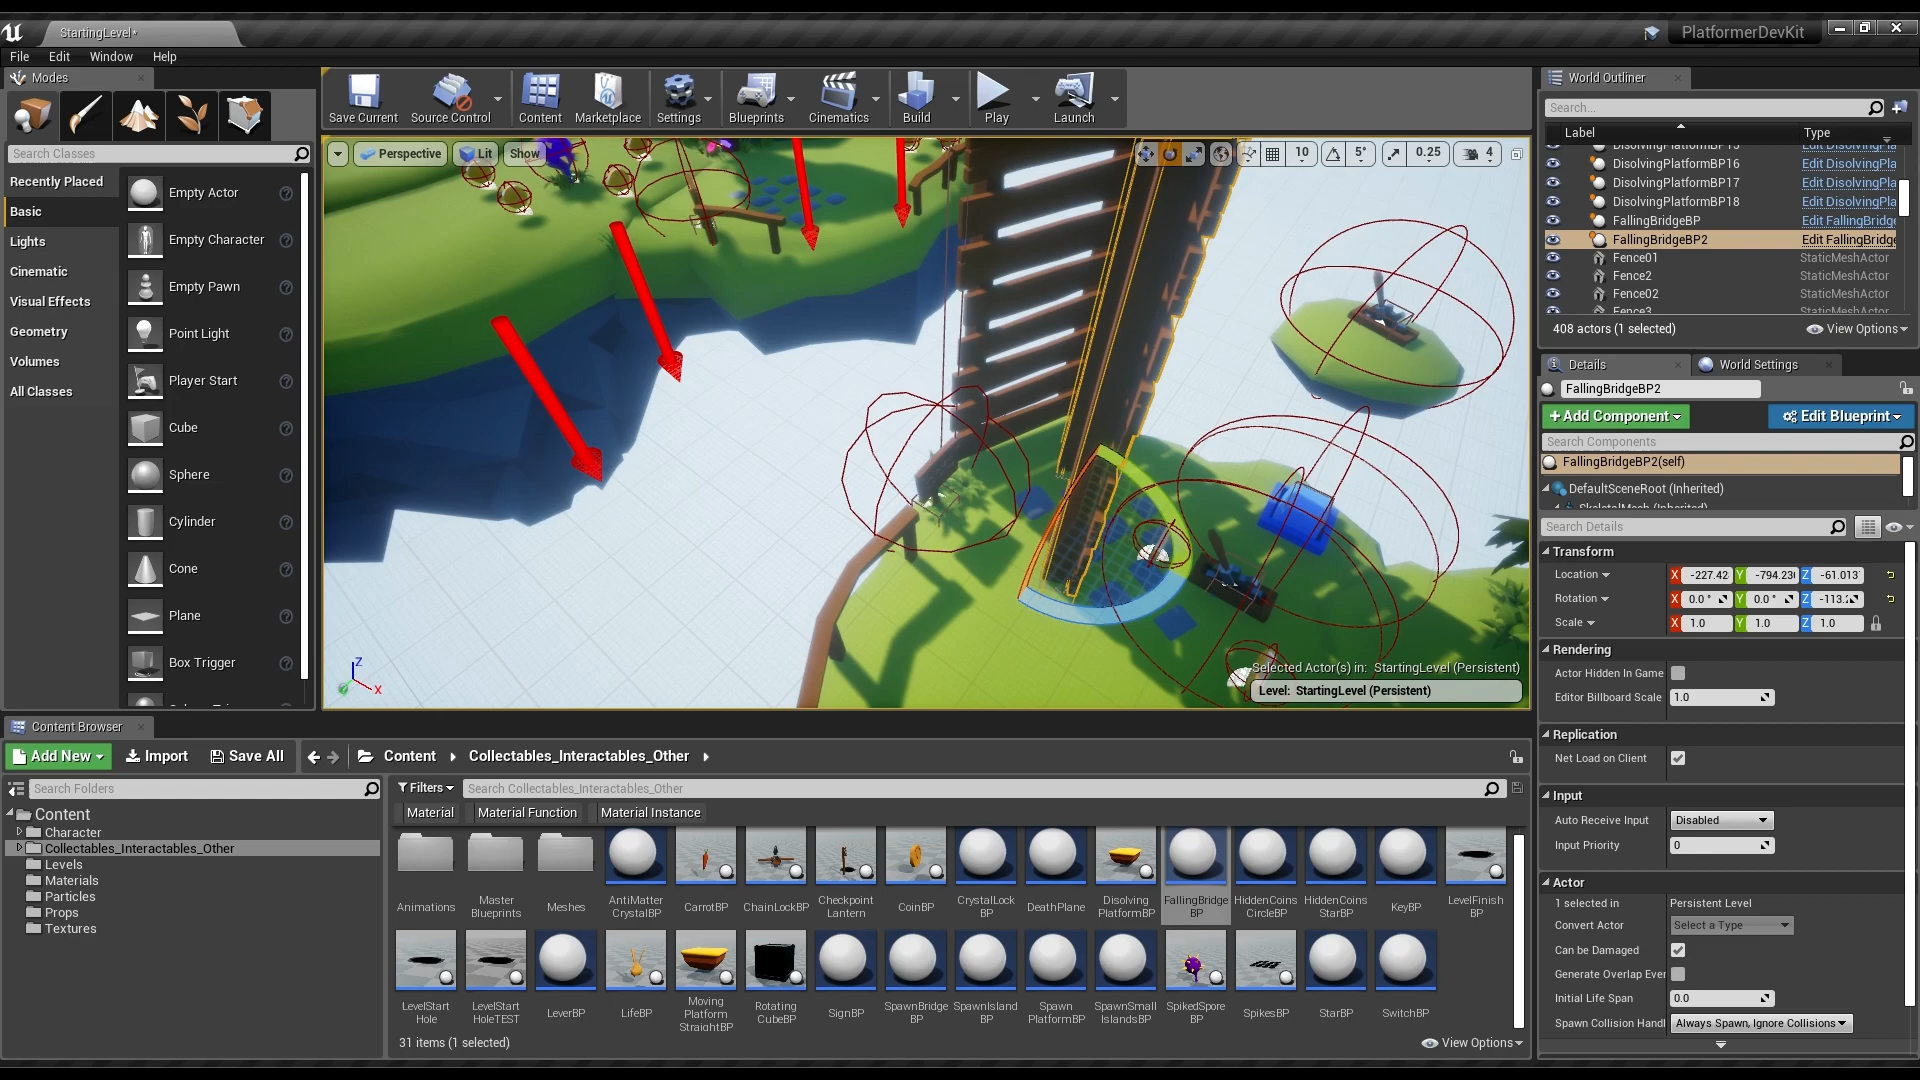 StartingLevel*
PlatformerDevKit
File Edit Window Help
Modes
Search Classes
Recently Placed
Basic
Lights
Cinematic
Visual Effects
Geometry
Volumes
All Classes
Empty Actor
Empty Character
Empty Pawn
Point Light
Player Start
Cube
Sphere
Cylinder
Cone
Plane
Box Trigger
Save Current
Source Control
Content
Marketplace
Settings
Blueprints
Cinematics
Build
Play
Launch
Perspective
Lit
Show
10
5°
0.25
4
Z
X
Selected Actor(s) in: StartingLevel (Persistent)
Level: StartingLevel (Persistent)
World Outliner
Search...
Label Type
DisolvingPlatformBP16 Edit DisolvingPla
DisolvingPlatformBP17 Edit DisolvingPla
DisolvingPlatformBP18 Edit DisolvingPla
FallingBridgeBP Edit FallingBridge
FallingBridgeBP2 Edit FallingBridge
Fence01 StaticMeshActor
Fence2 StaticMeshActor
Fence02 StaticMeshActor
408 actors (1 selected)
View Options
Details
World Settings
FallingBridgeBP2
+Add Component
Edit Blueprint
Search Components
FallingBridgeBP2(self)
DefaultSceneRoot (Inherited)
SkeletalMesh (Inherited)
Search Details
Transform
Location X -227.42 Y -794.23 Z -61.013
Rotation X 0.0 ° Y 0.0 ° Z -113.
Scale X 1.0 Y 1.0 Z 1.0
Rendering
Actor Hidden In Game
Editor Billboard Scale 1.0
Replication
Net Load on Client
Input
Auto Receive Input Disabled
Input Priority 0
Actor
1 selected in Persistent Level
Convert Actor Select a Type
Can be Damaged
Generate Overlap Ever
Initial Life Span 0.0
Spawn Collision Handl Always Spawn, Ignore Collisions
Content Browser
Add New
Import
Save All
Content
Collectables_Interactables_Other
Search Folders
Content
Character
Collectables_Interactables_Other
Levels
Materials
Particles
Props
Textures
Filters
Search Collectables_Interactables_Other
Material
Material Function
Material Instance
Animations
Master
Blueprints
Meshes
AntiMatter
CrystalBP
CarrotBP
ChainLockBP
Checkpoint
Lantern
CoinBP
CrystalLock
BP
DeathPlane
Disolving
PlatformBP
FallingBridge
BP
HiddenCoins
CircleBP
HiddenCoins
StarBP
KeyBP
LevelFinish
BP
LevelStart
Hole
LevelStart
HoleTEST
LeverBP
LifeBP
Moving
Platform
StraightBP
Rotating
CubeBP
SignBP
SpawnBridge
BP
SpawnIsland
BP
Spawn
PlatformBP
SpawnSmall
IslandsBP
SpikedSpore
BP
SpikesBP
StarBP
SwitchBP
31 items (1 selected)
View Options